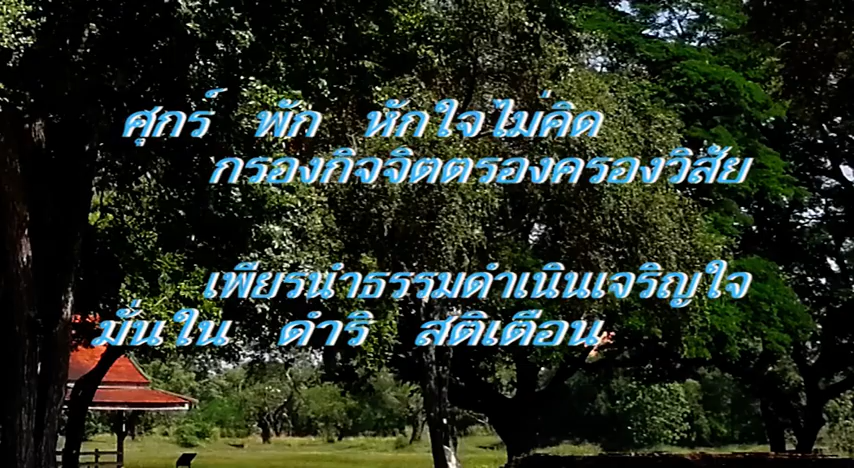 ศุกร์ พัก หักใจไม่คิด
กรองกิจจิตตรองครองวิสัย
เพียรนำธรรมดำเนินเจริญใจ
มั่นใน ดำริ สติเตือน